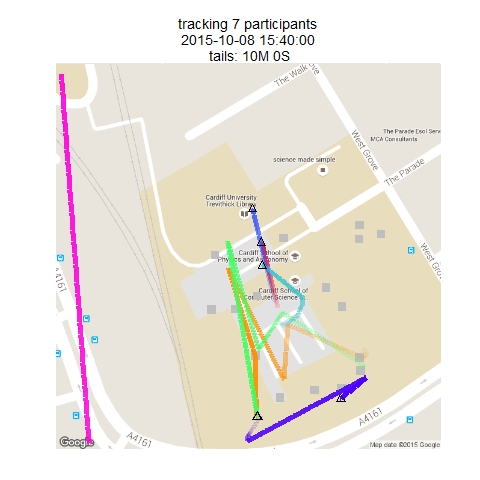 tracking 7 participants
2015-10-08 15:40:00
tails: 10M 0S
The Walk
West Grove
The Parade Esol Serv
MCA Consultants
science made simple
The Parade
Cardiff University
Trevithick Library
West Grove
Cardiff School of
Physics and Astronomy
Cardiff School of
Computer Science
A4161
A4161
A4161
Google
Map data ©2015 Google